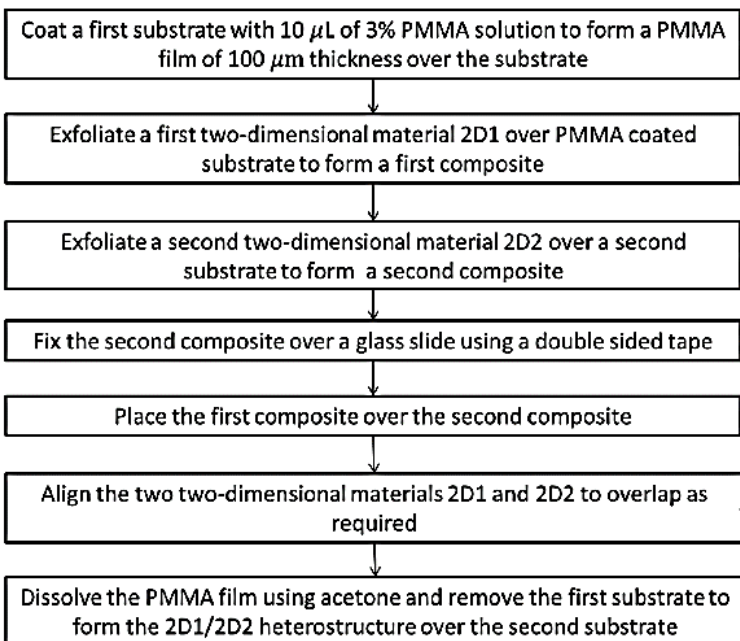 Coat a first substrate with 10 μL of 3% PMMA solution to form a PMMA
film of 100 μm thickness over the substrate
Exfoliate a first two-dimensional material 2D1 over PMMA coated
substrate to form a first composite
Exfoliate a second two-dimensional material 2D2 over a second
substrate to form a second composite
Fix the second composite over a glass slide using a double sided tape
Place the first composite over the second composite
Align the two two-dimensional materials 2D1 and 2D2 to overlap as
required
Dissolve the PMMA film using acetone and remove the first substrate to
form the 2D1/2D2 heterostructure over the second substrate